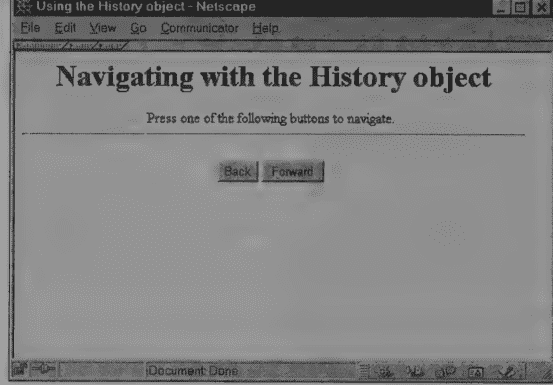 Using the History object - Netscape
File Edit View Go Communicator Help
Navigating with the History object
Press one of the following buttons to navigate.
Back Forward
Document: Done